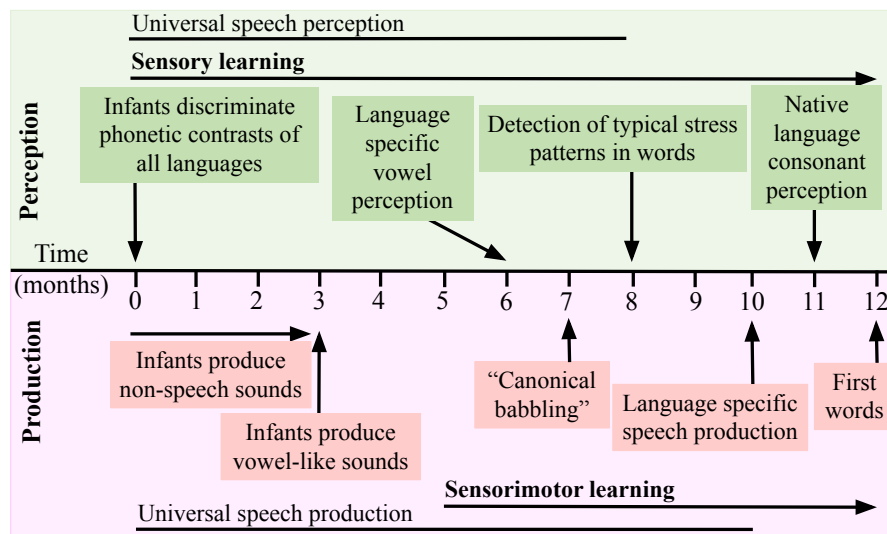 Universal speech perception
Sensory learning
Perception
Infants discriminate
phonetic contrasts of
all languages
Language
specific
vowel
perception
Detection of typical stress
patterns in words
Native
language
consonant
perception
Time
(months)
0 1 2 3 4 5 6 7 8 9 10 11 12
Production
Infants produce
non-speech sounds
Infants produce
vowel-like sounds
“Canonical
babbling”
Language specific
speech production
First
words
Sensorimotor learning
Universal speech production